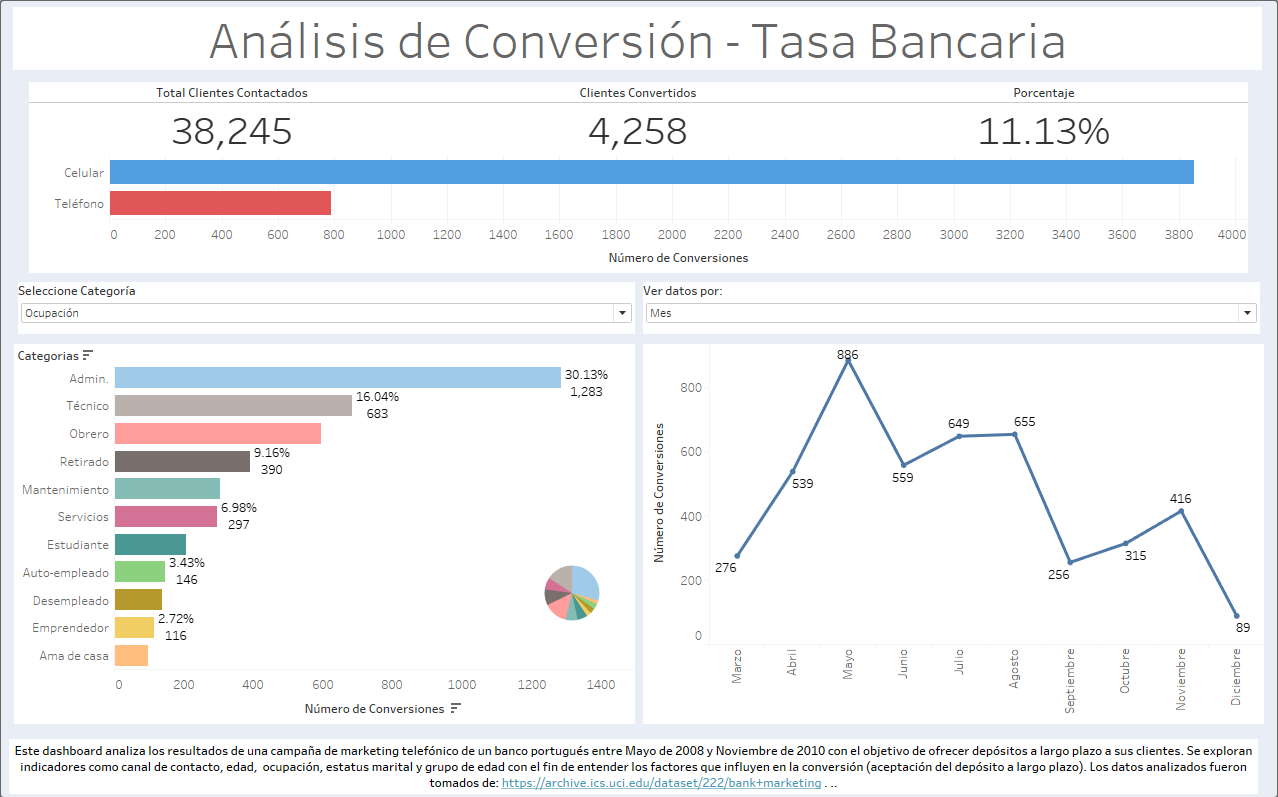 Análisis de Conversión - Tasa Bancaria
Total Clientes Contactados
Clientes Convertidos
Porcentaje
38,245
4,258
11.13%
Celular
Teléfono
0 200 400 600 800 1000 1200 1400 1600 1800 2000 2200 2400 2600 2800 3000 3200 3400 3600 3800 4000
Número de Conversiones
Seleccione Categoría
Ocupación
Ver datos por:
Mes
Categorias
Admin.
30.13%
1,283
Técnico
16.04%
683
Obrero
Retirado
9.16%
390
Mantenimiento
Servicios
6.98%
297
Estudiante
Auto-empleado
3.43%
146
Desempleado
Emprendedor
2.72%
116
Ama de casa
0 200 400 600 800 1000 1200 1400
Número de Conversiones
Número de Conversiones
800
600
400
200
0
276
539
886
559
649
655
256
315
416
89
Marzo
Abril
Mayo
Junio
Julio
Agosto
Septiembre
Octubre
Noviembre
Diciembre
Este dashboard analiza los resultados de una campaña de marketing telefónico de un banco portugués entre Mayo de 2008 y Noviembre de 2010 con el objetivo de ofrecer depósitos a largo plazo a sus clientes. Se exploran
indicadores como canal de contacto, edad, ocupación, estatus marital y grupo de edad con el fin de entender los factores que influyen en la conversión (aceptación del depósito a largo plazo). Los datos analizados fueron
tomados de: https://archive.ics.uci.edu/dataset/222/bank+marketing . ..